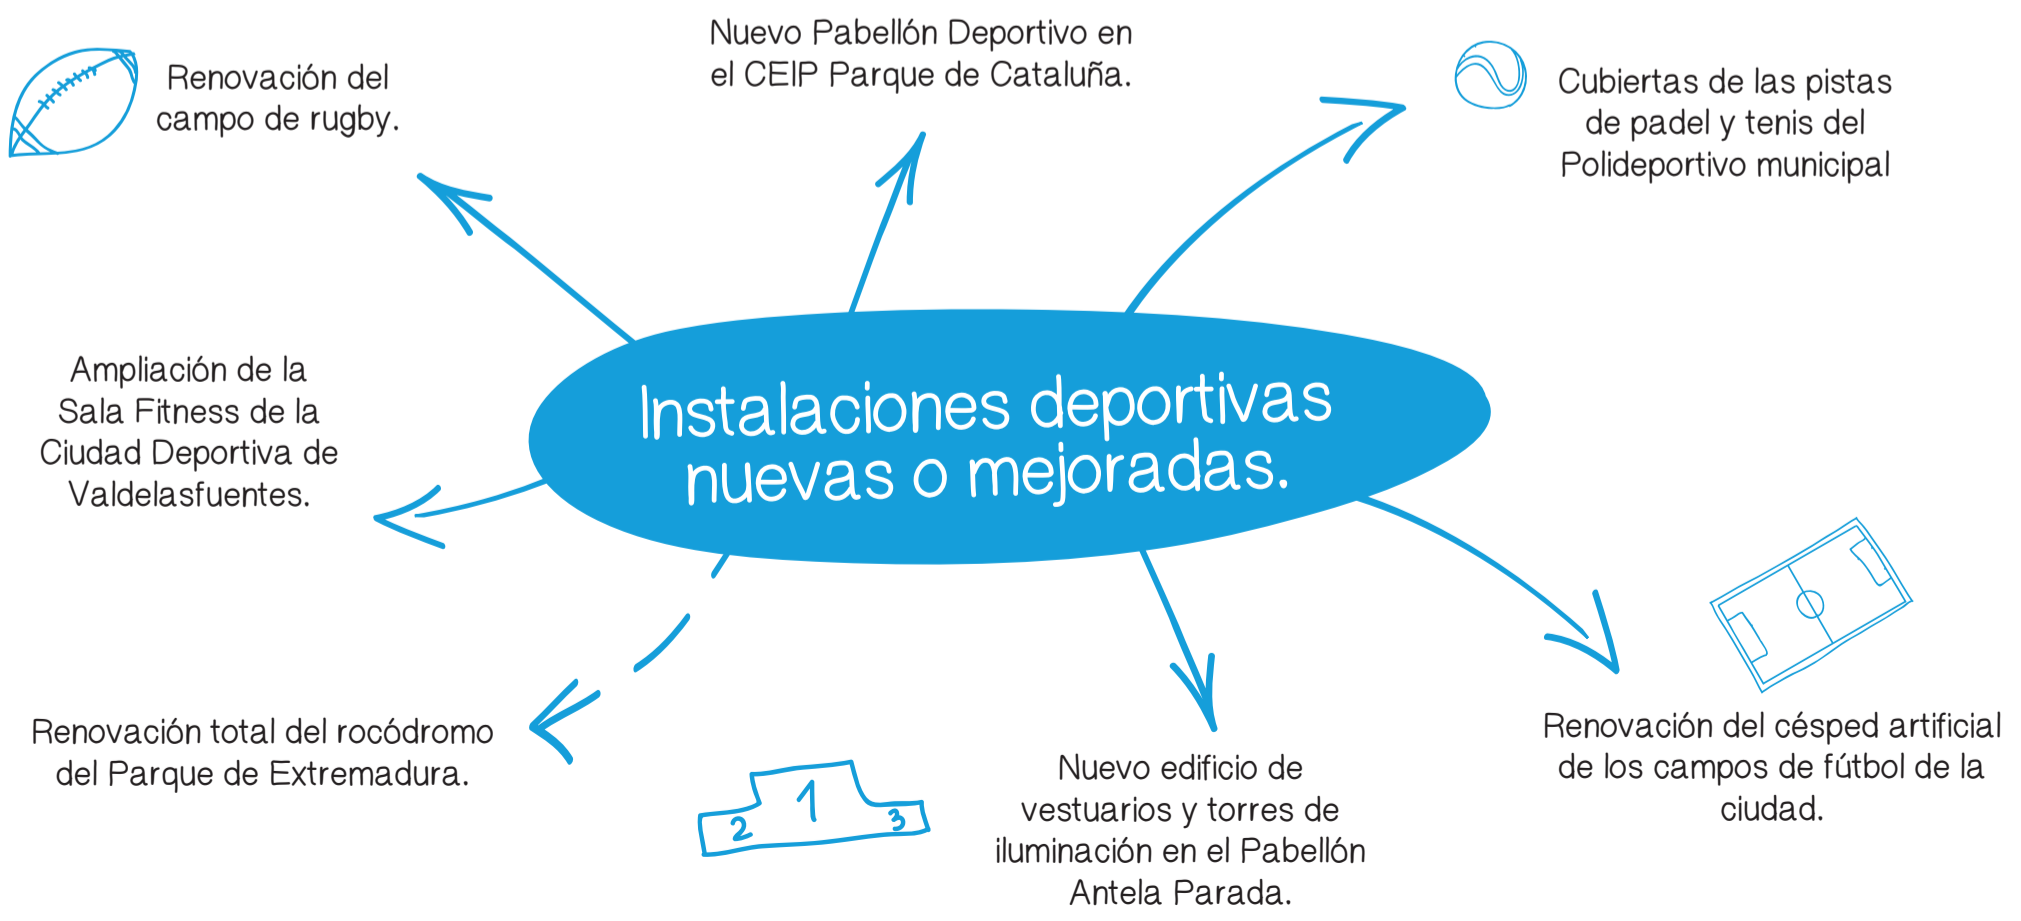 Renovación del
campo de rugby.
Nuevo Pabellón Deportivo en
el CEIP Parque de Cataluña.
Cubiertas de las pistas
de padel y tenis del
Polideportivo municipal
Instalaciones deportivas
nuevas o mejoradas.
Ampliación de la
Sala Fitness de la
Ciudad Deportiva de
Valdelasfuentes.
Renovación total del rocódromo
del Parque de Extremadura.
2 1 3
Nuevo edificio de
vestuarios y torres de
iluminación en el Pabellón
Antela Parada.
Renovación del césped artificial
de los campos de fútbol de la
ciudad.